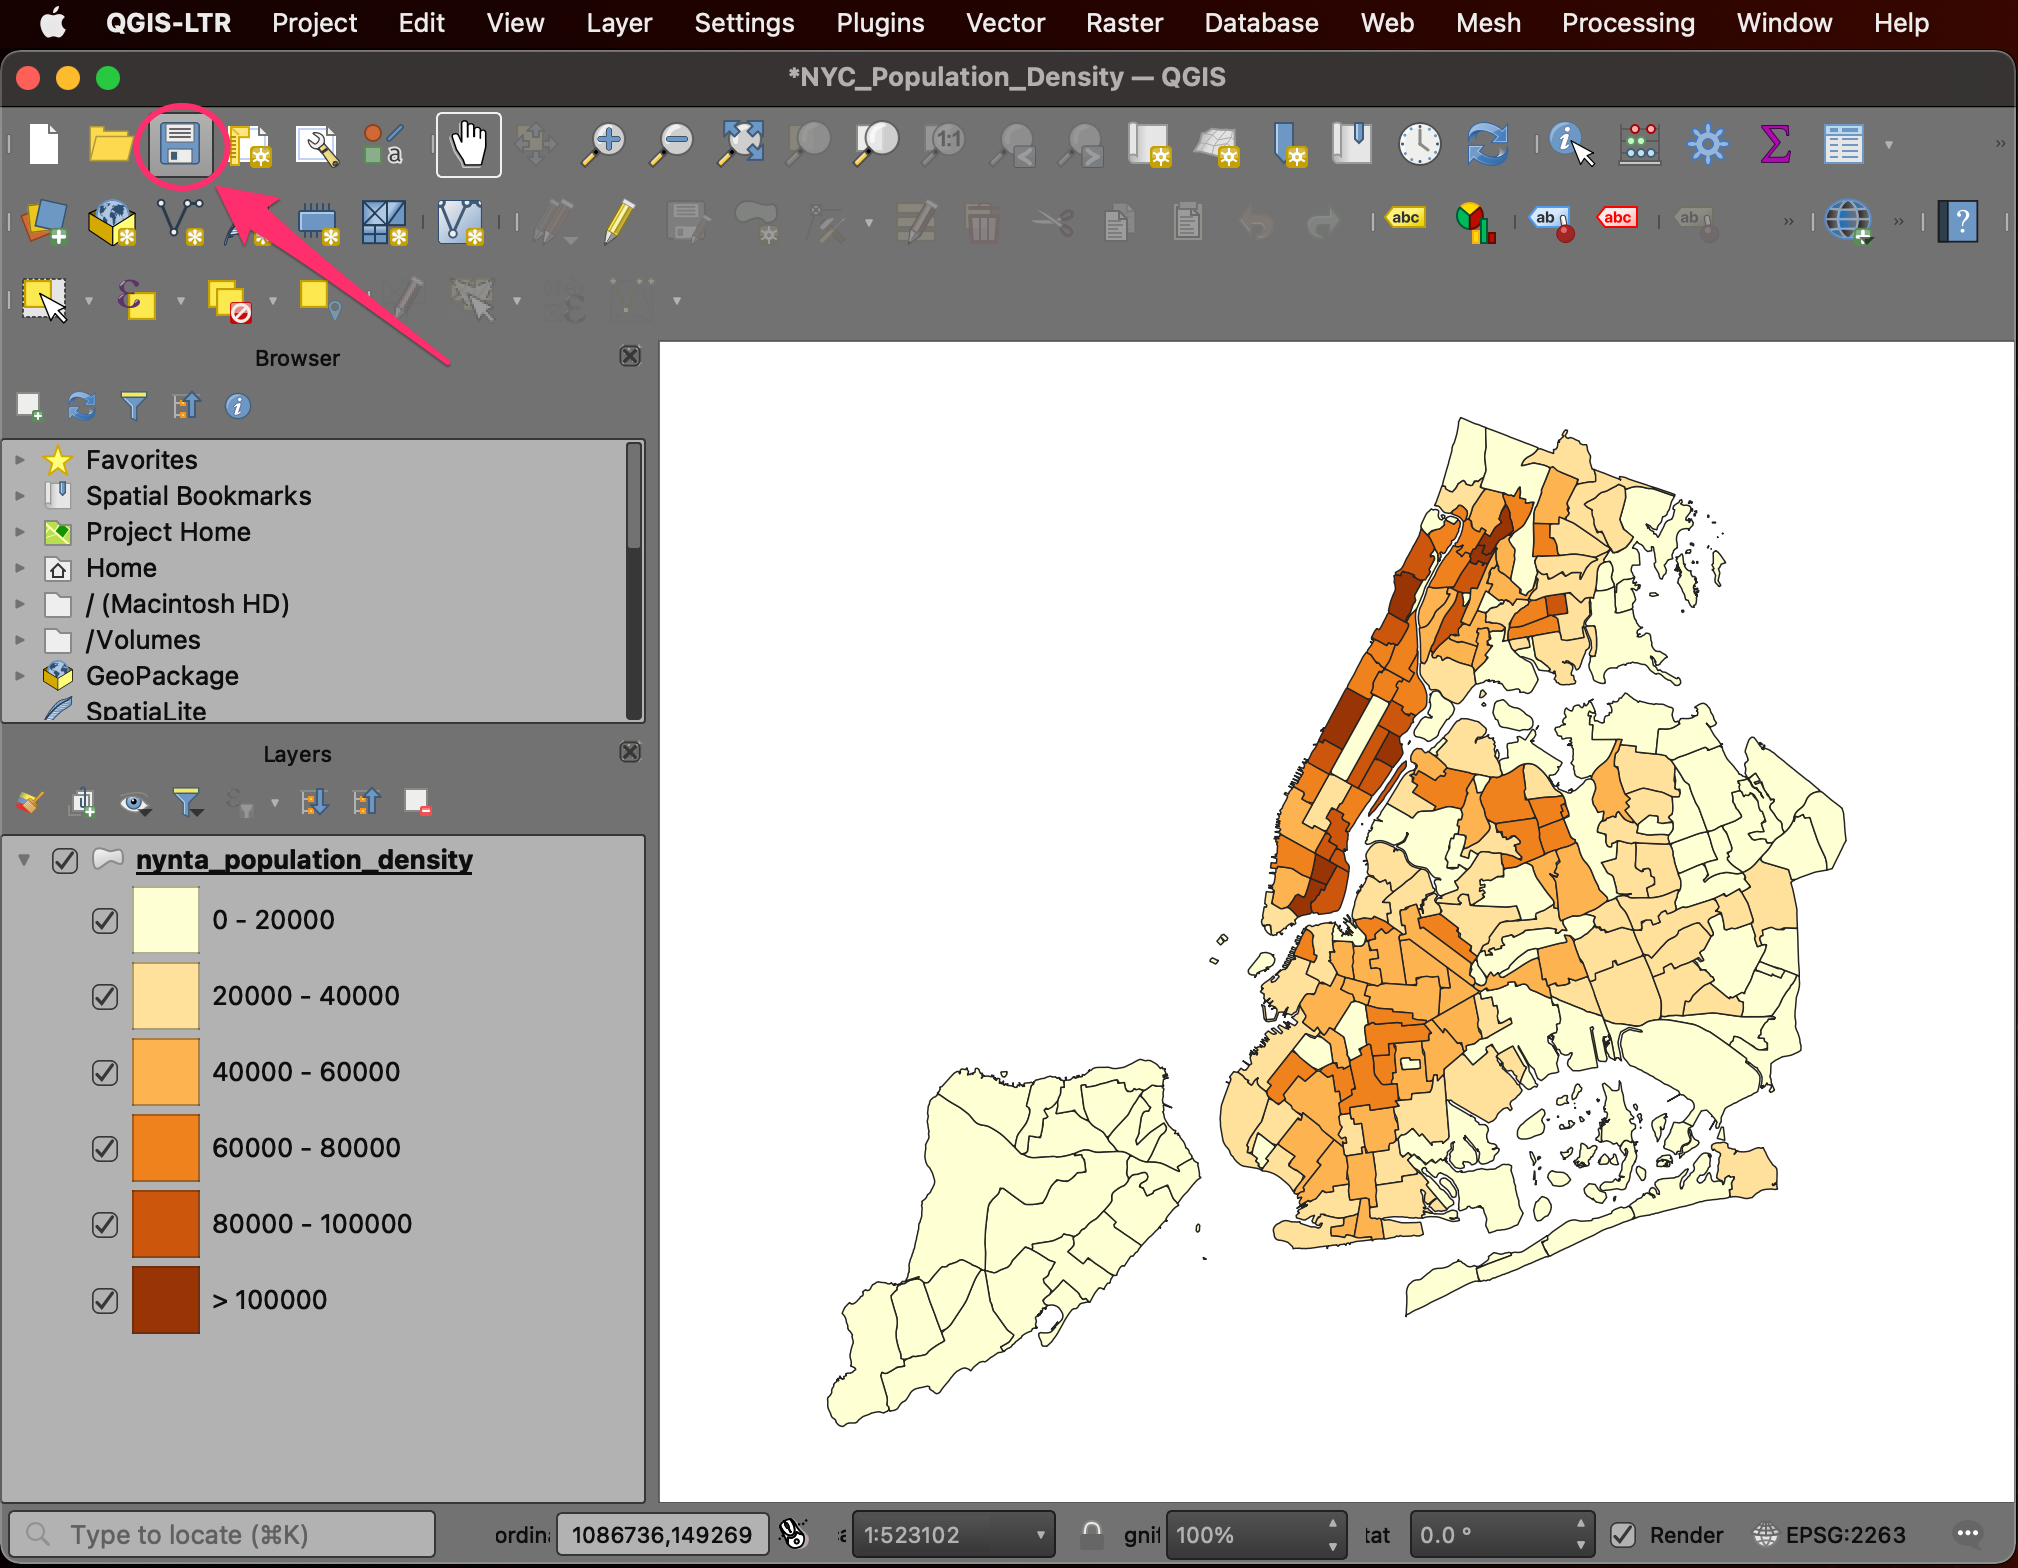 QGIS-LTR Project Edit View Layer Settings Plugins Vector Raster Database Web Mesh Processing Window Help
*NYC_Population_Density — QGIS
a 1:1
abc ab abc ab ?
Browser
Favorites
Spatial Bookmarks
Project Home
Home
/ (Macintosh HD)
/Volumes
GeoPackage
SpatiaLite
Layers
nynta_population_density
0 - 20000
20000 - 40000
40000 - 60000
60000 - 80000
80000 - 100000
> 100000
Type to locate (⌘K) ordin 1086736,149269 1:523102 gnif 100% tat 0.0 ° Render EPSG:2263